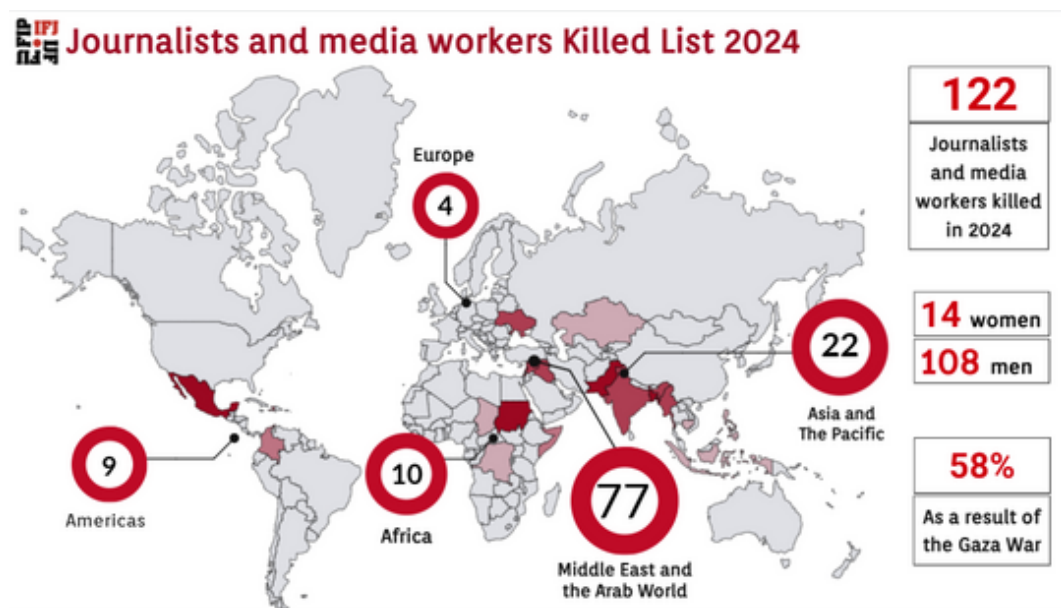 FIP IFJ
Journalists and media workers Killed List 2024
122
Journalists
and media
workers killed
in 2024
14 women
108 men
58%
As a result of
the Gaza War
Europe
4
22
Asia and
The Pacific
9
Americas
10
Africa
77
Middle East and
the Arab World